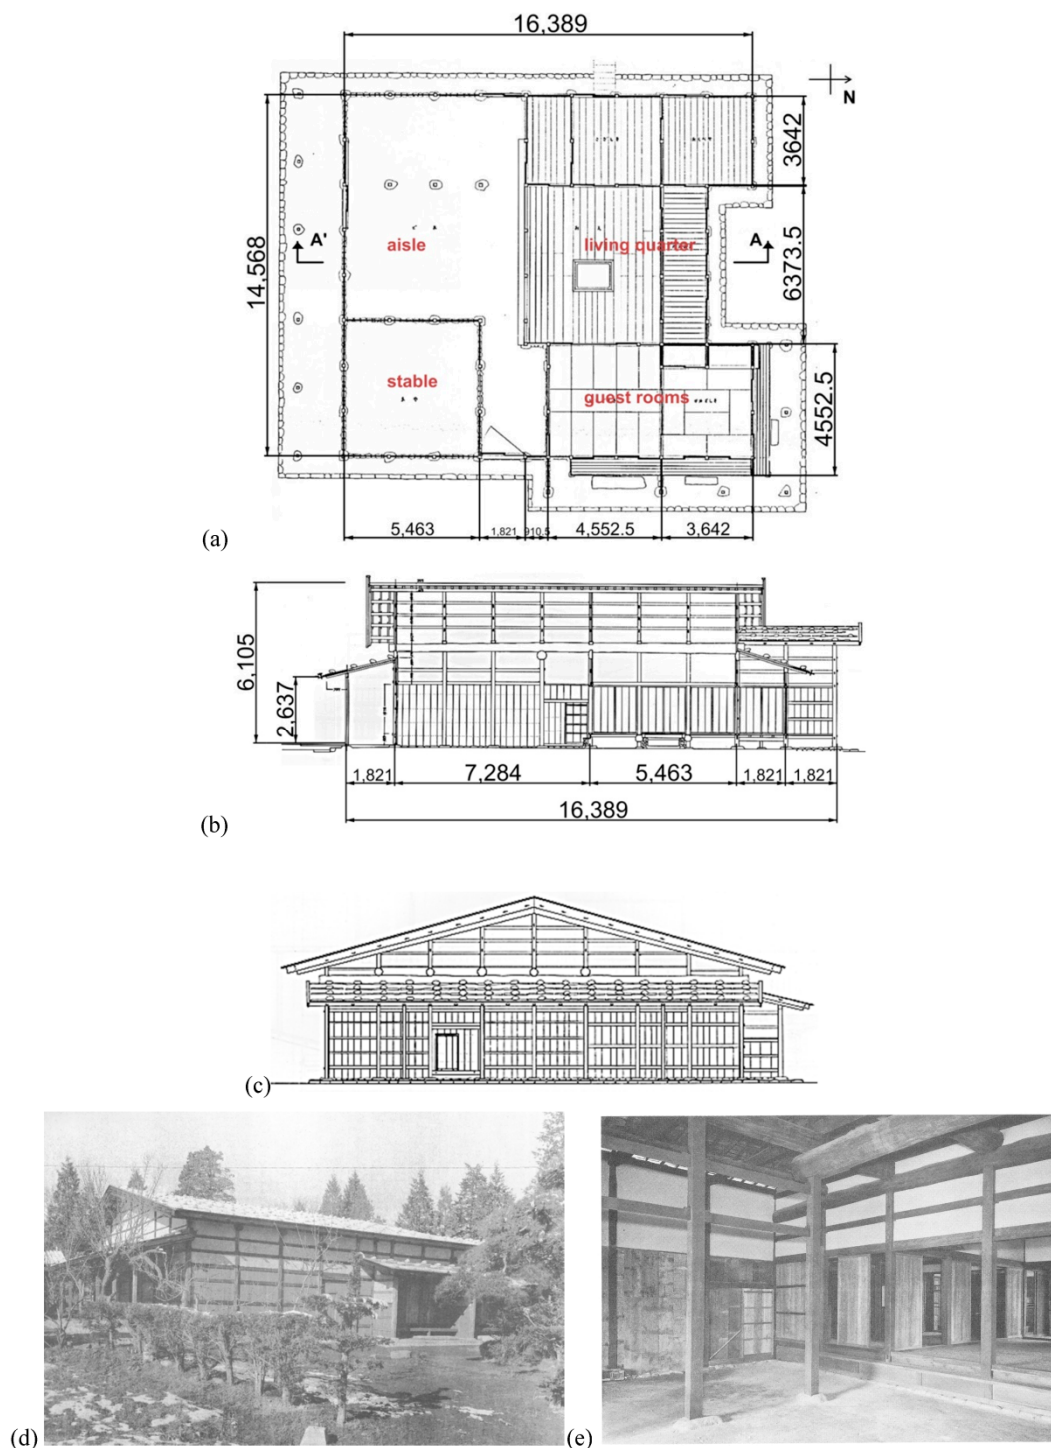 16,389
N
3642
14,568
A'
aisle
living quarter
A
6373.5
stable
guest rooms
4552.5
5,463
1,821
910.5
4,552.5
3,642
(a)
6,105
2,637
1,821
7,284
5,463
1,821
1,821
16,389
(b)
(c)
(d)
(e)